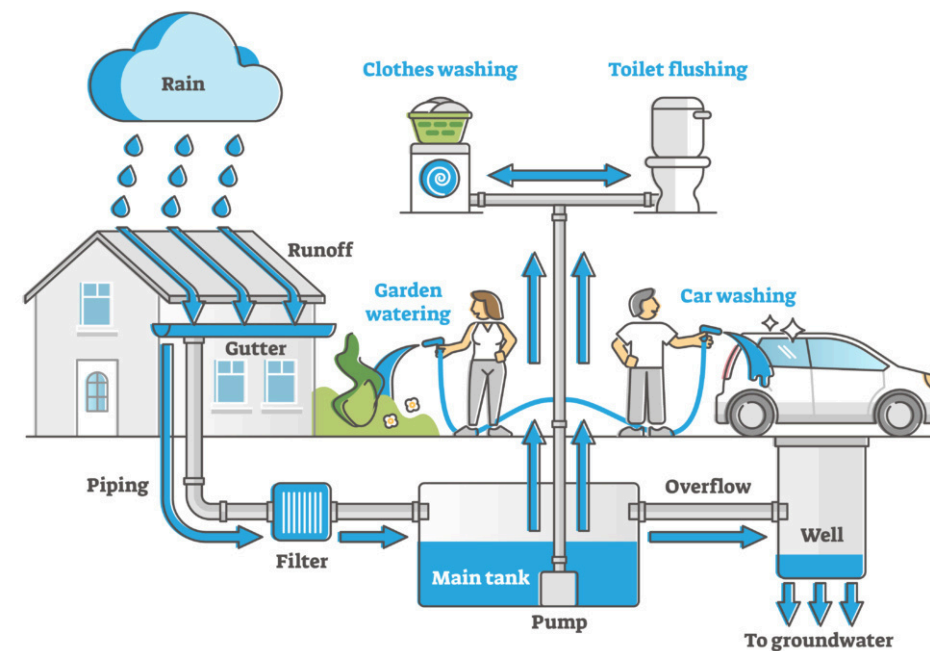 Rain
Clothes washing
Toilet flushing
Runoff
Garden
watering
Car washing
Gutter
Piping
Filter
Main tank
Pump
Overflow
Well
To groundwater